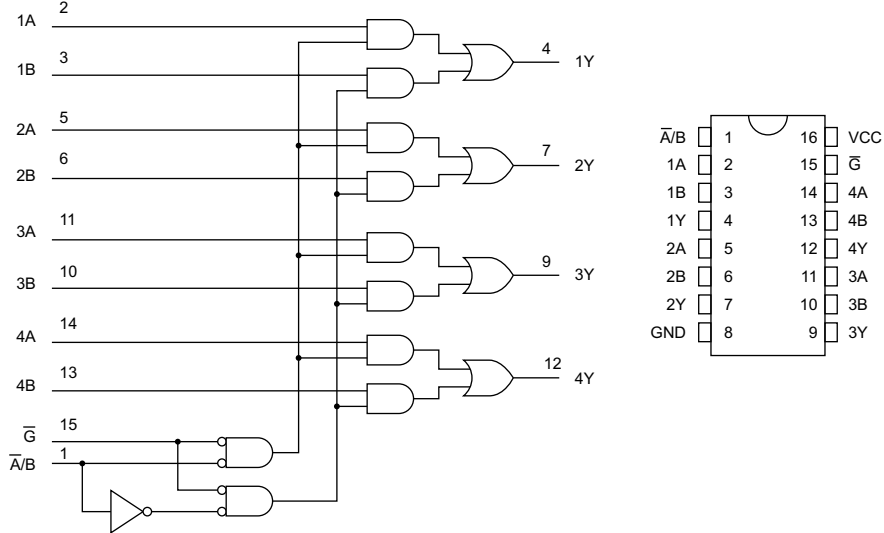 1A 2
4 1Y
1B 3
2A 5
7 2Y
2B 6
3A 11
9 3Y
3B 10
4A 14
12 4Y
4B 13
G̅ 15
A̅/B 1
A̅/B 1 16 VCC
1A 2 15 G̅
1B 3 14 4A
1Y 4 13 4B
2A 5 12 4Y
2B 6 11 3A
2Y 7 10 3B
GND 8 9 3Y